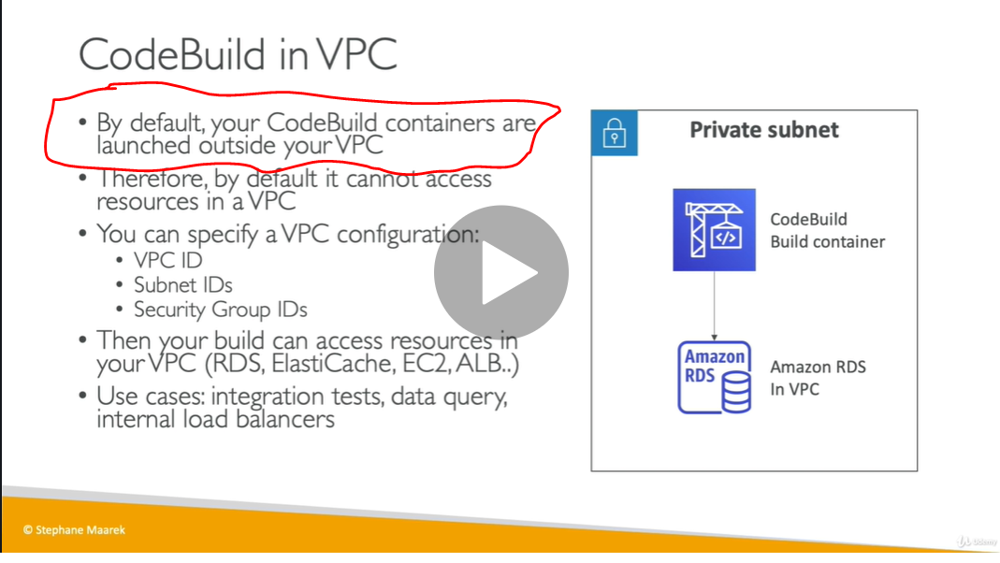 CodeBuild in VPC
• By default, your CodeBuild containers are
launched outside your VPC
• Therefore, by default it cannot access
resources in a VPC
• You can specify a VPC configuration:
• VPC ID
• Subnet IDs
• Security Group IDs
• Then your build can access resources in
your VPC (RDS, ElastiCache, EC2, ALB..)
• Use cases: integration tests, data query,
internal load balancers
Private subnet
</>
CodeBuild
Build container
Amazon
RDS
Amazon RDS
In VPC
© Stephane Maarek
Udemy